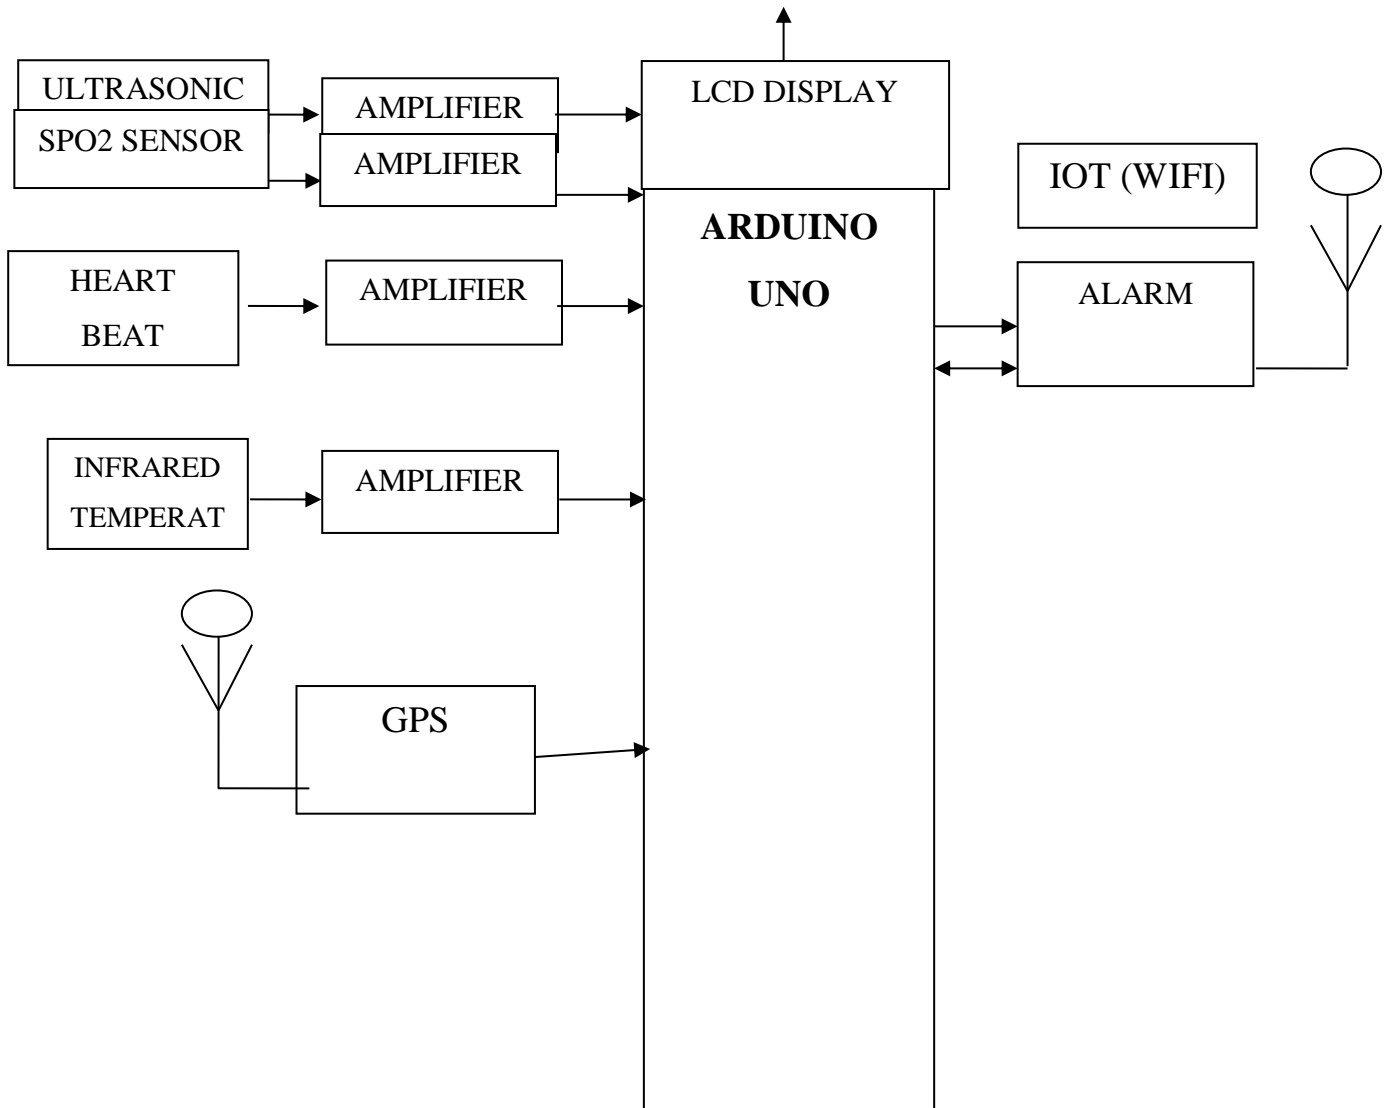 ULTRASONIC
SPO2 SENSOR
AMPLIFIER
AMPLIFIER
LCD DISPLAY
IOT (WIFI)
ARDUINO
UNO
HEART
BEAT
AMPLIFIER
ALARM
INFRARED
TEMPERAT
AMPLIFIER
GPS